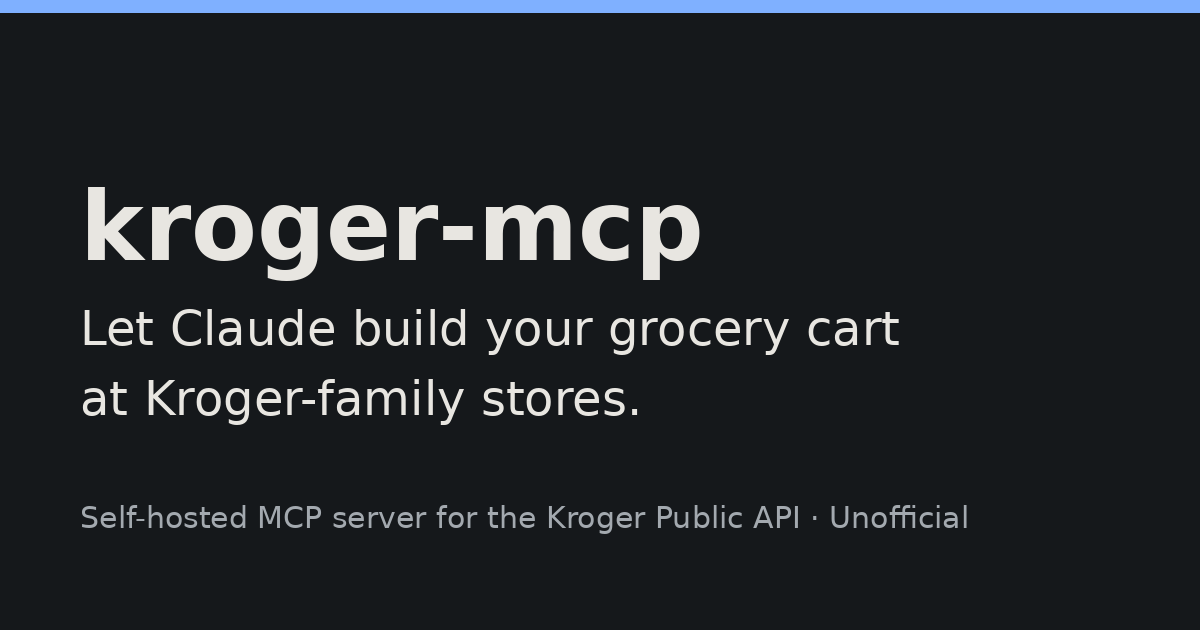 kroger-mcp
Let Claude build your grocery cart
at Kroger-family stores.
Self-hosted MCP server for the Kroger Public API · Unofficial